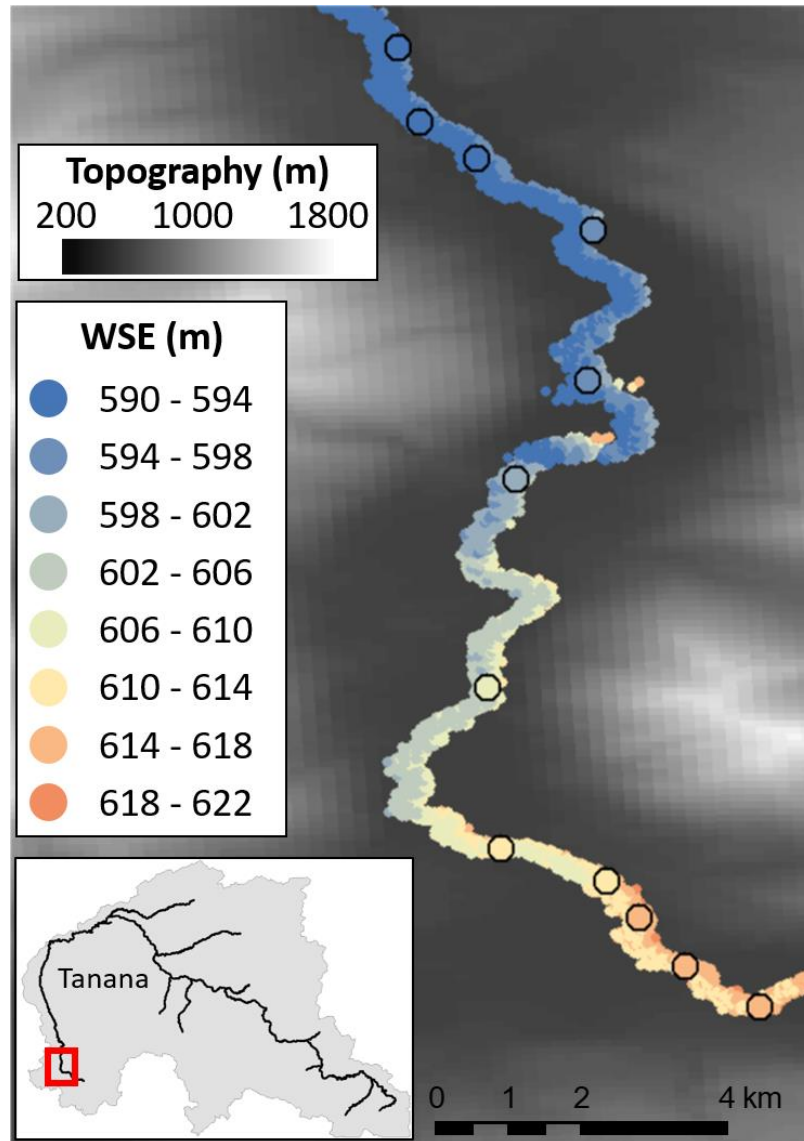 Topography (m)
200 1000 1800
WSE (m)
590 - 594
594 - 598
598 - 602
602 - 606
606 - 610
610 - 614
614 - 618
618 - 622
Tanana
0 1 2 4 km